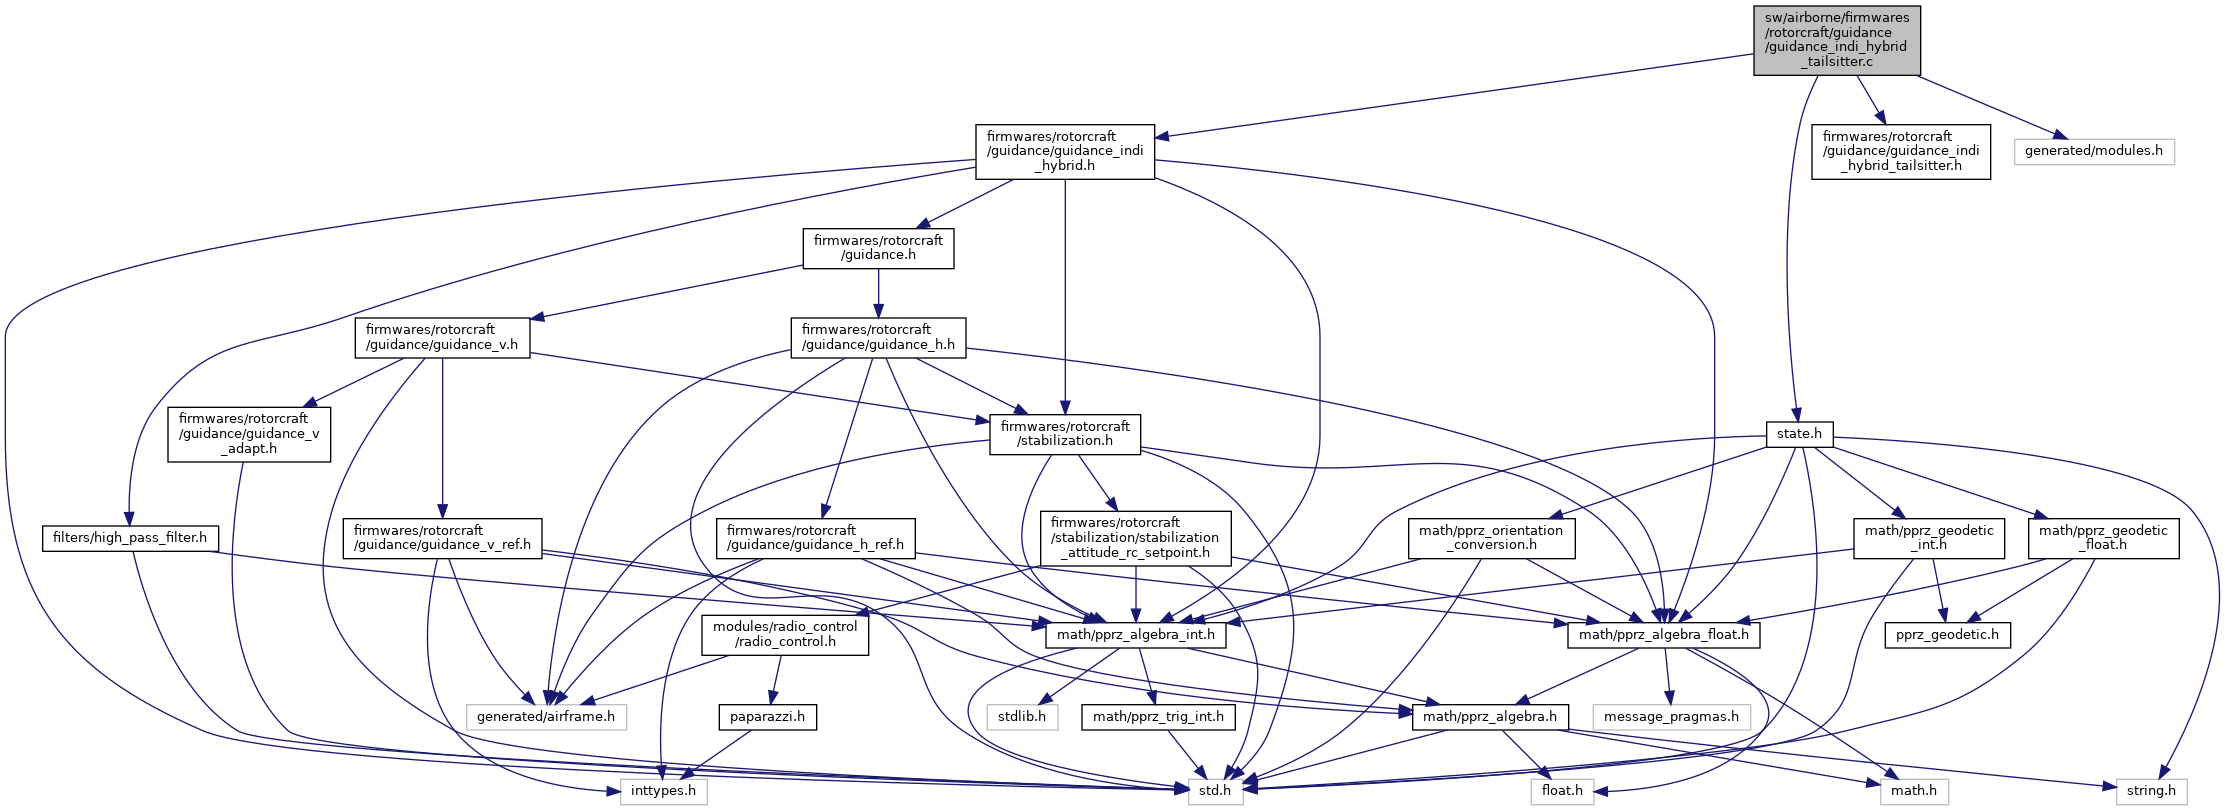 sw/airborne/firmwares
/rotorcraft/guidance
/guidance_indi_hybrid
_tailsitter.c
firmwares/rotorcraft
/guidance/guidance_indi
_hybrid.h
firmwares/rotorcraft
/guidance/guidance_indi
_hybrid_tailsitter.h
generated/modules.h
firmwares/rotorcraft
/guidance.h
firmwares/rotorcraft
/guidance/guidance_v.h
firmwares/rotorcraft
/guidance/guidance_h.h
firmwares/rotorcraft
/guidance/guidance_v
_adapt.h
firmwares/rotorcraft
/stabilization.h
state.h
filters/high_pass_filter.h
firmwares/rotorcraft
/guidance/guidance_v_ref.h
firmwares/rotorcraft
/guidance/guidance_h_ref.h
firmwares/rotorcraft
/stabilization/stabilization
_attitude_rc_setpoint.h
math/pprz_orientation
_conversion.h
math/pprz_geodetic
_int.h
math/pprz_geodetic
_float.h
modules/radio_control
/radio_control.h
math/pprz_algebra_int.h
math/pprz_algebra_float.h
pprz_geodetic.h
generated/airframe.h
paparazzi.h
stdlib.h
math/pprz_trig_int.h
math/pprz_algebra.h
message_pragmas.h
inttypes.h
std.h
float.h
math.h
string.h